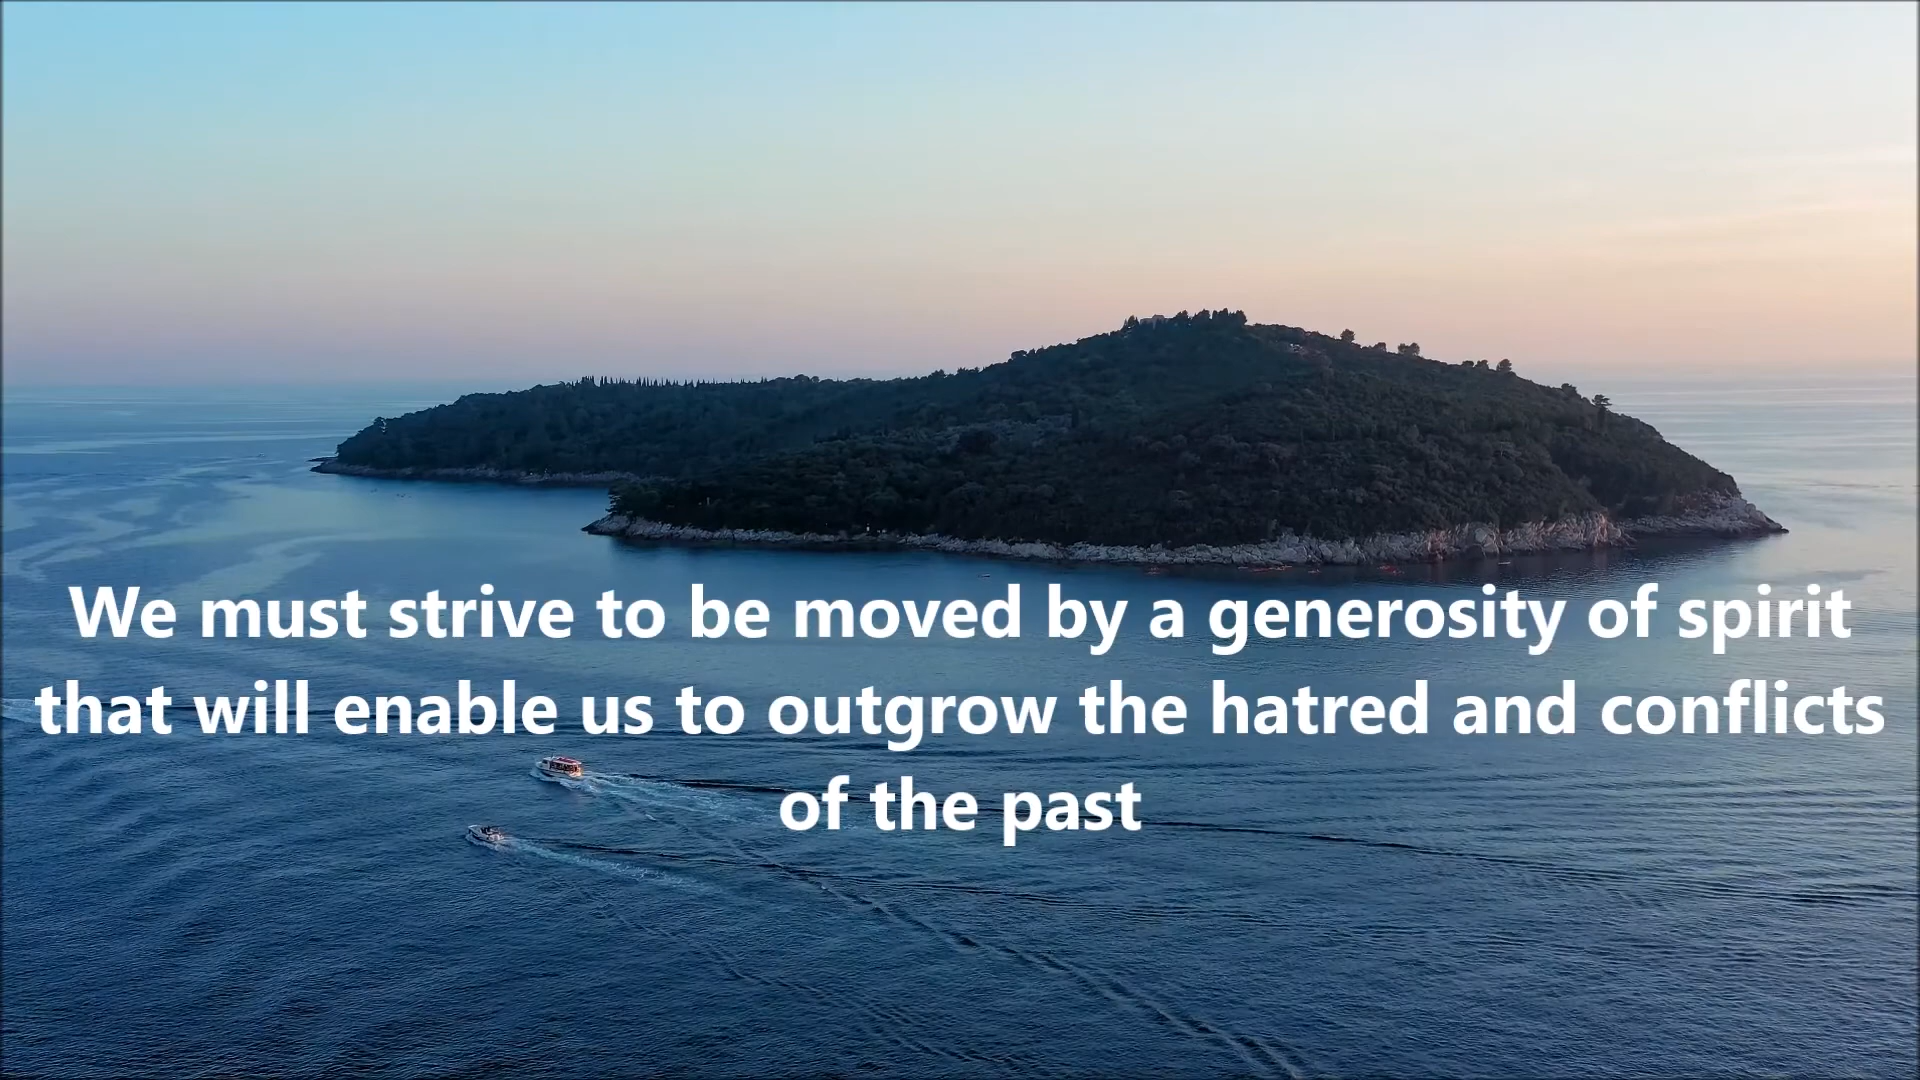 We must strive to be moved by a generosity of spirit
that will enable us to outgrow the hatred and conflicts
of the past